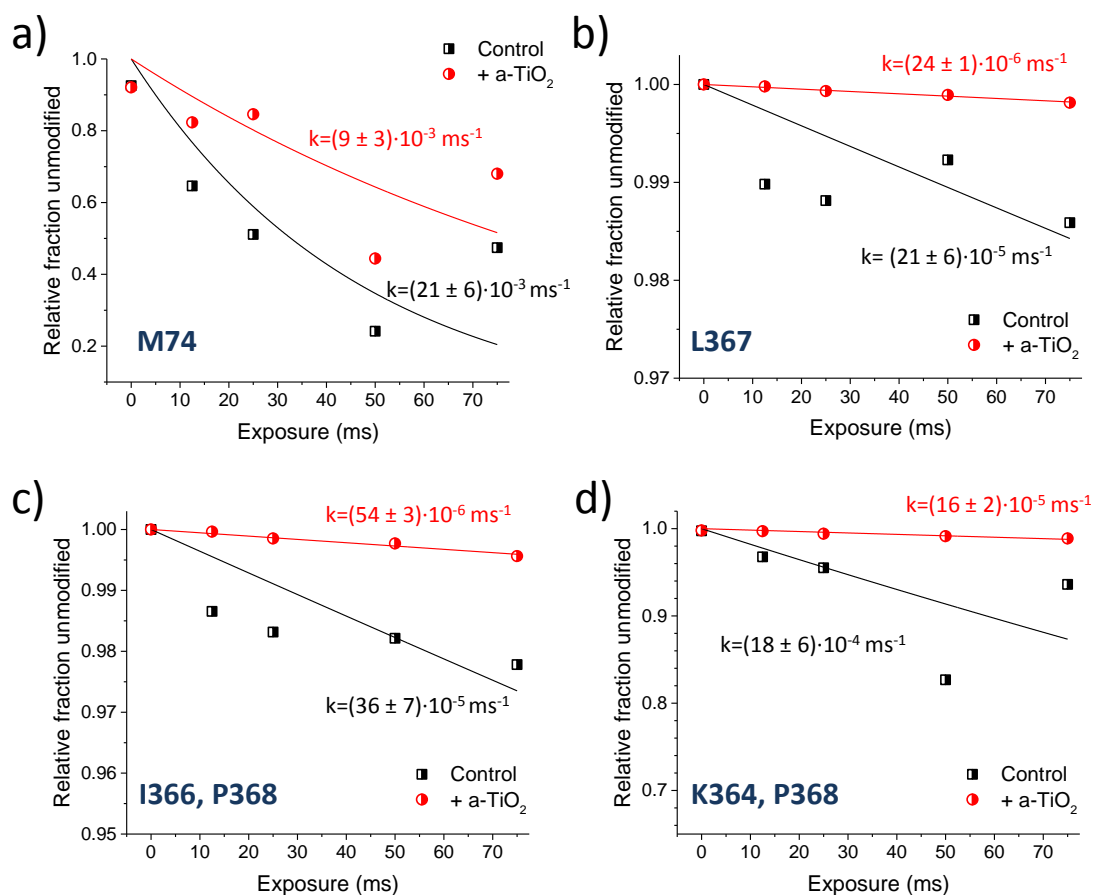 a)
Control
+ a-TiO₂
1.0
0.8
0.6
0.4
0.2
Relative fraction unmodified
k=(9 ± 3)·10⁻³ ms⁻¹
k=(21 ± 6)·10⁻³ ms⁻¹
M74
0 10 20 30 40 50 60 70
Exposure (ms)
b)
k=(24 ± 1)·10⁻⁶ ms⁻¹
1.00
0.99
0.98
0.97
Relative fraction unmodified
k= (21 ± 6)·10⁻⁵ ms⁻¹
Control
+ a-TiO₂
L367
0 10 20 30 40 50 60 70
Exposure (ms)
c)
k=(54 ± 3)·10⁻⁶ ms⁻¹
1.00
0.99
0.98
0.97
0.96
0.95
Relative fraction unmodified
k=(36 ± 7)·10⁻⁵ ms⁻¹
Control
+ a-TiO₂
I366, P368
0 10 20 30 40 50 60 70
Exposure (ms)
d)
k=(16 ± 2)·10⁻⁵ ms⁻¹
1.0
0.9
0.8
0.7
Relative fraction unmodified
k=(18 ± 6)·10⁻⁴ ms⁻¹
Control
+ a-TiO₂
K364, P368
0 10 20 30 40 50 60 70
Exposure (ms)